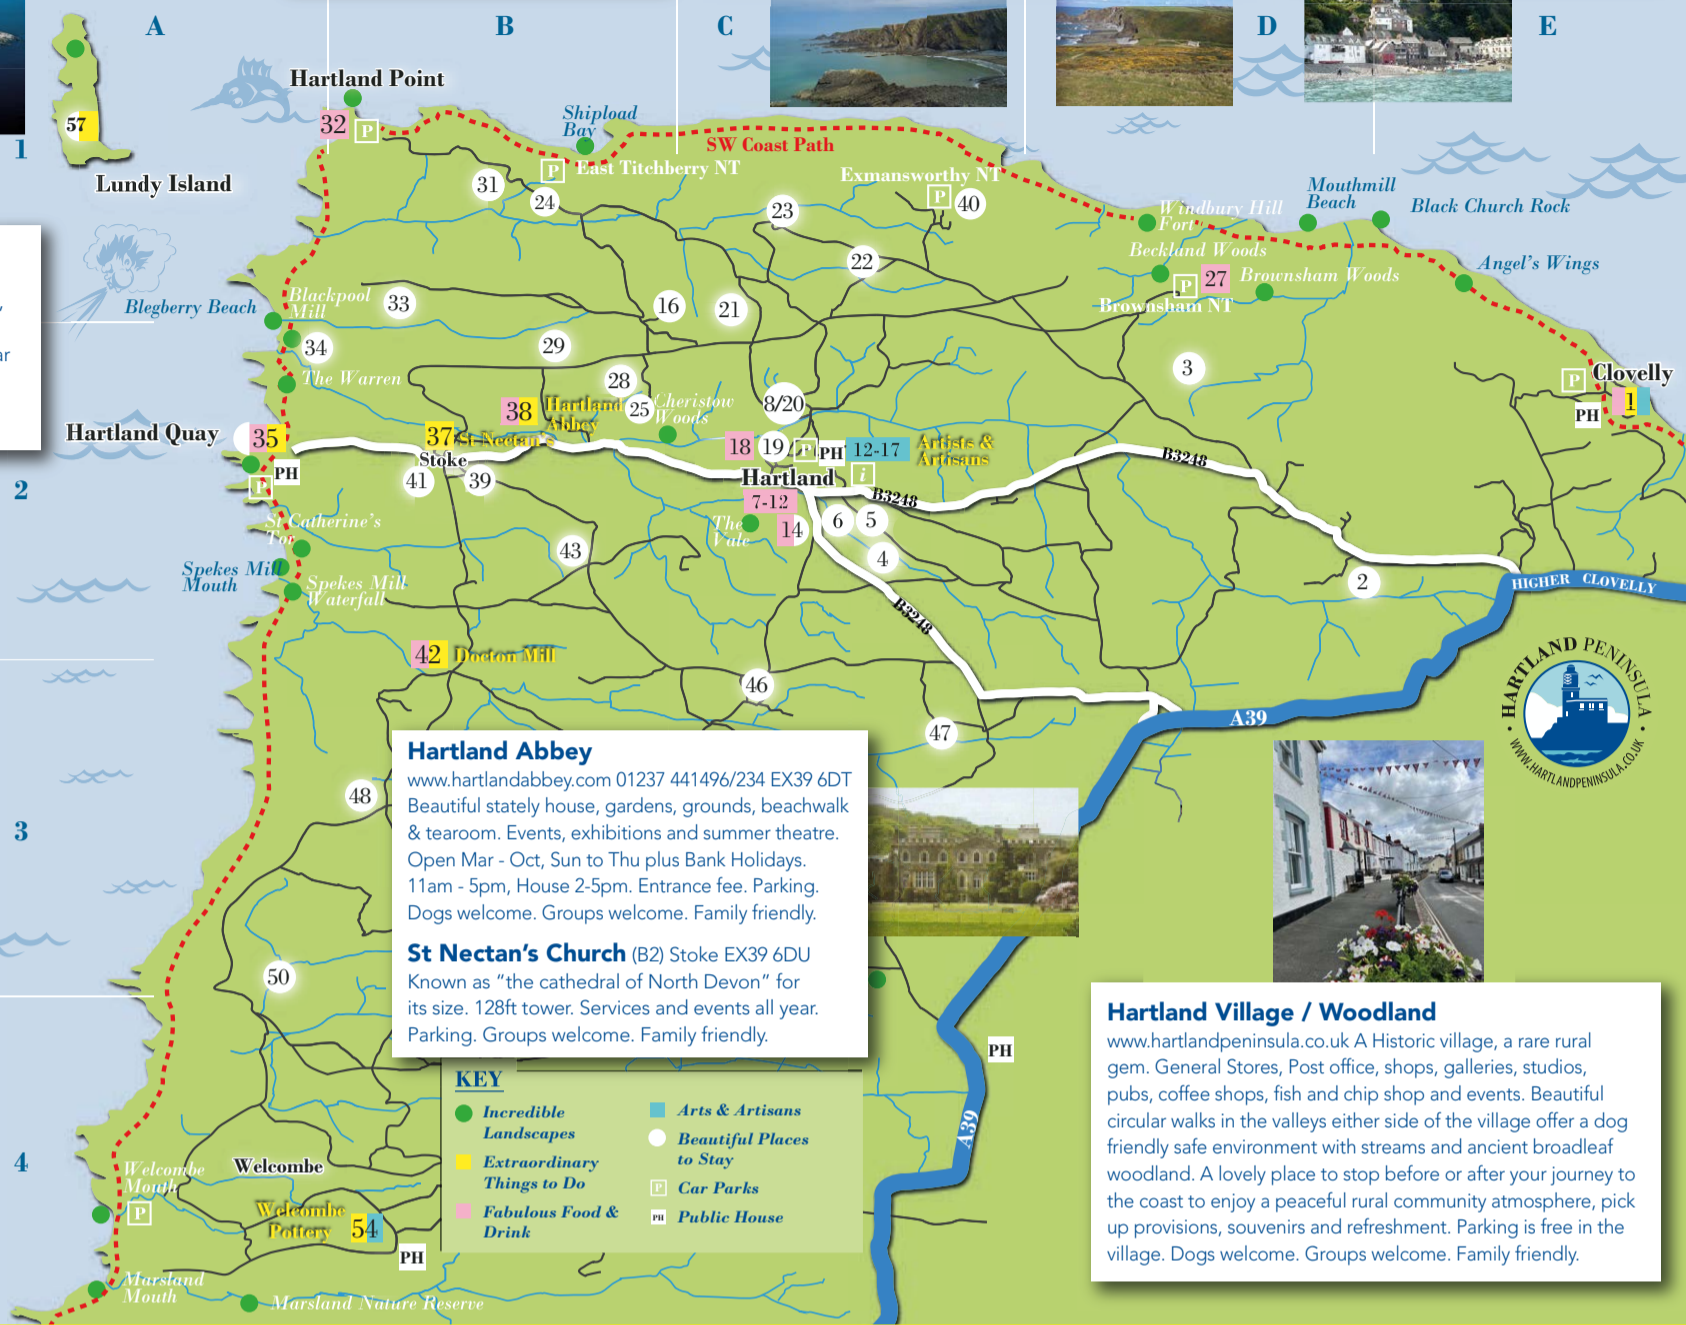 A
B
C
D
E
Hartland Point
32
P
57
1
Lundy Island
Shipload
Bay
SW Coast Path
P
East Titchberry NT
31
24
23
Exmansworthy NT
P
40
22
Windbury Hill
Fort
Mouthmill
Beach
Black Church Rock
Beckland Woods
P
27
Brownsham Woods
Brownsham NT
Angel's Wings
Blegberry Beach
Blackpool
Mill
33
16
21
34
29
The Warren
28
25
Cheristow
Woods
8/20
3
P
Clovelly
PH
1
ar
Hartland Quay
35
PH
P
38
Hartland
Abbey
37
St Nectan's
Stoke
41
39
18
19
P
PH
12-17
Artists &
Artisans
Hartland
i
B3248
B3248
2
7-12
The
Vale
14
6
5
4
St Catherine's
Tor
43
Spekes Mill
Mouth
Spekes Mill
Waterfall
B3248
2
HIGHER CLOVELLY
42
Docton Mill
46
47
A39
HARTLAND PENINSULA
• WWW.HARTLANDPENINSULA.CO.UK •
48
3
Hartland Abbey
www.hartlandabbey.com 01237 441496/234 EX39 6DT
Beautiful stately house, gardens, grounds, beachwalk
& tearoom. Events, exhibitions and summer theatre.
Open Mar - Oct, Sun to Thu plus Bank Holidays.
11am - 5pm, House 2-5pm. Entrance fee. Parking.
Dogs welcome. Groups welcome. Family friendly.
St Nectan's Church (B2) Stoke EX39 6DU
Known as "the cathedral of North Devon" for
its size. 128ft tower. Services and events all year.
Parking. Groups welcome. Family friendly.
50
PH
A39
Hartland Village / Woodland
www.hartlandpeninsula.co.uk A Historic village, a rare rural
gem. General Stores, Post office, shops, galleries, studios,
pubs, coffee shops, fish and chip shop and events. Beautiful
circular walks in the valleys either side of the village offer a dog
friendly safe environment with streams and ancient broadleaf
woodland. A lovely place to stop before or after your journey to
the coast to enjoy a peaceful rural community atmosphere, pick
up provisions, souvenirs and refreshment. Parking is free in the
village. Dogs welcome. Groups welcome. Family friendly.
KEY
Incredible
Landscapes
Extraordinary
Things to Do
Fabulous Food &
Drink
Arts & Artisans
Beautiful Places
to Stay
P
Car Parks
PH
Public House
4
Welcombe
Mouth
P
Welcombe
Welcombe
Pottery
54
PH
Marsland
Mouth
Marsland Nature Reserve